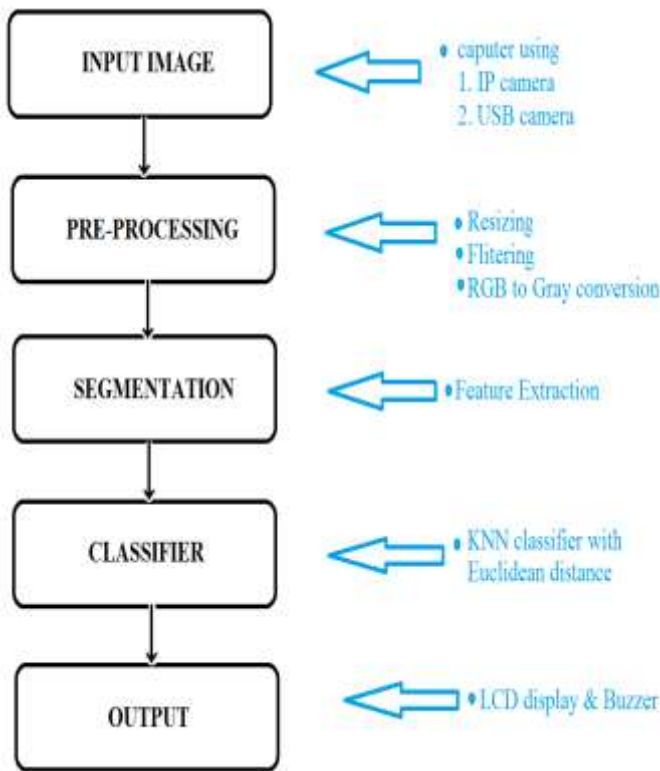 INPUT IMAGE
• caputer using
1. IP camera
2. USB camera
PRE-PROCESSING
• Resizing
• Flitering
• RGB to Gray conversion
SEGMENTATION
• Feature Extraction
CLASSIFIER
• KNN classifier with
Euclidean distance
OUTPUT
• LCD display & Buzzer